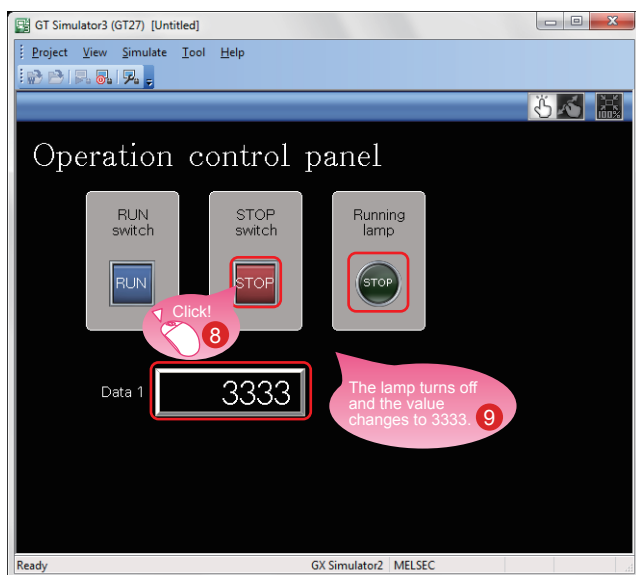 GT Simulator3 (GT27)  [Untitled]
Project View Simulate Tool Help
100%
Operation control panel
RUN
switch
STOP
switch
Running
lamp
RUN
STOP
STOP
Click!
8
Data 1
3333
The lamp turns off
and the value
changes to 3333. 9
Ready GX Simulator2 MELSEC